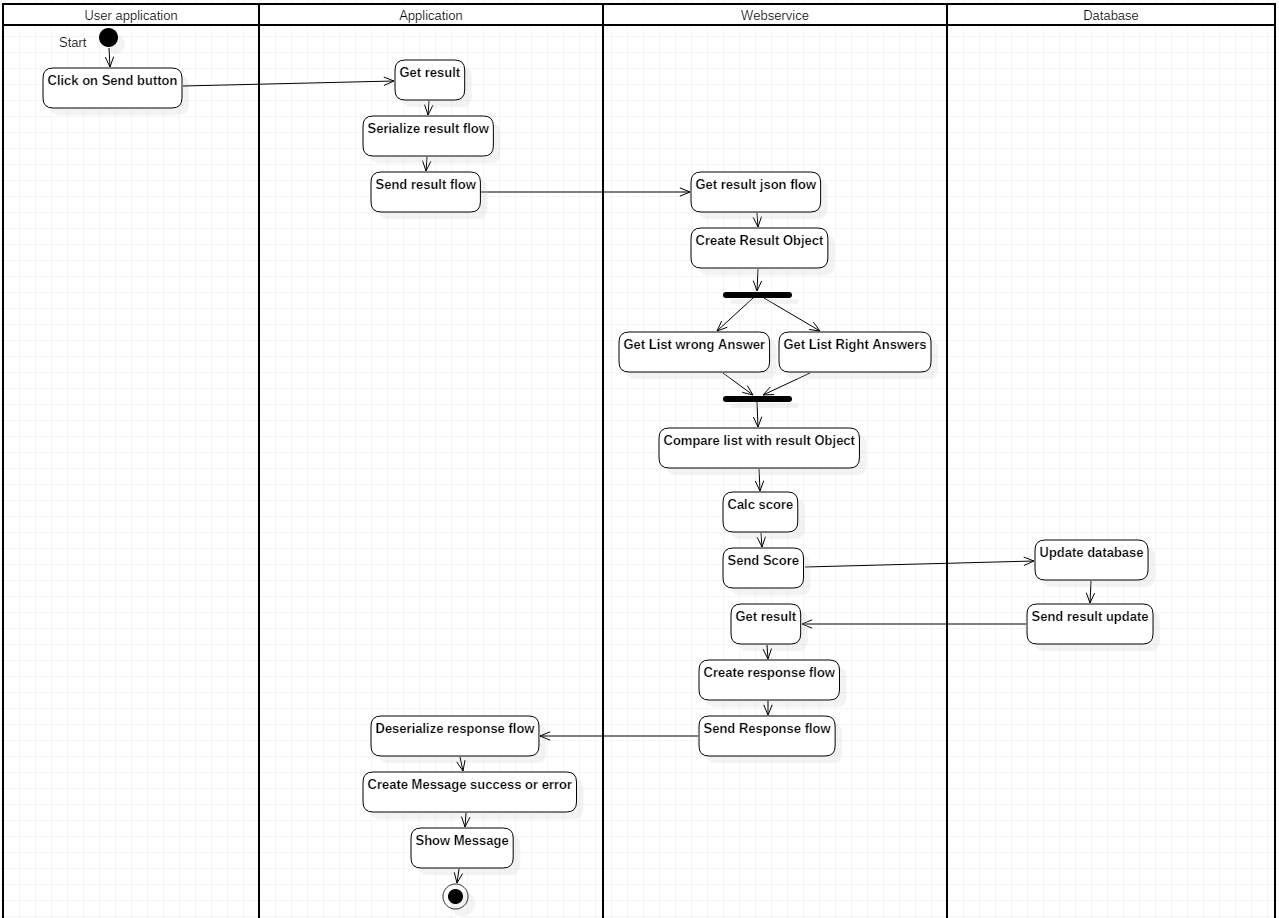 User application
Application
Webservice
Database
Start
Click on Send button
Get result
Serialize result flow
Send result flow
Get result json flow
Create Result Object
Get List wrong Answer
Get List Right Answers
Compare list with result Object
Calc score
Send Score
Update database
Send result update
Get result
Create response flow
Send Response flow
Deserialize response flow
Create Message success or error
Show Message